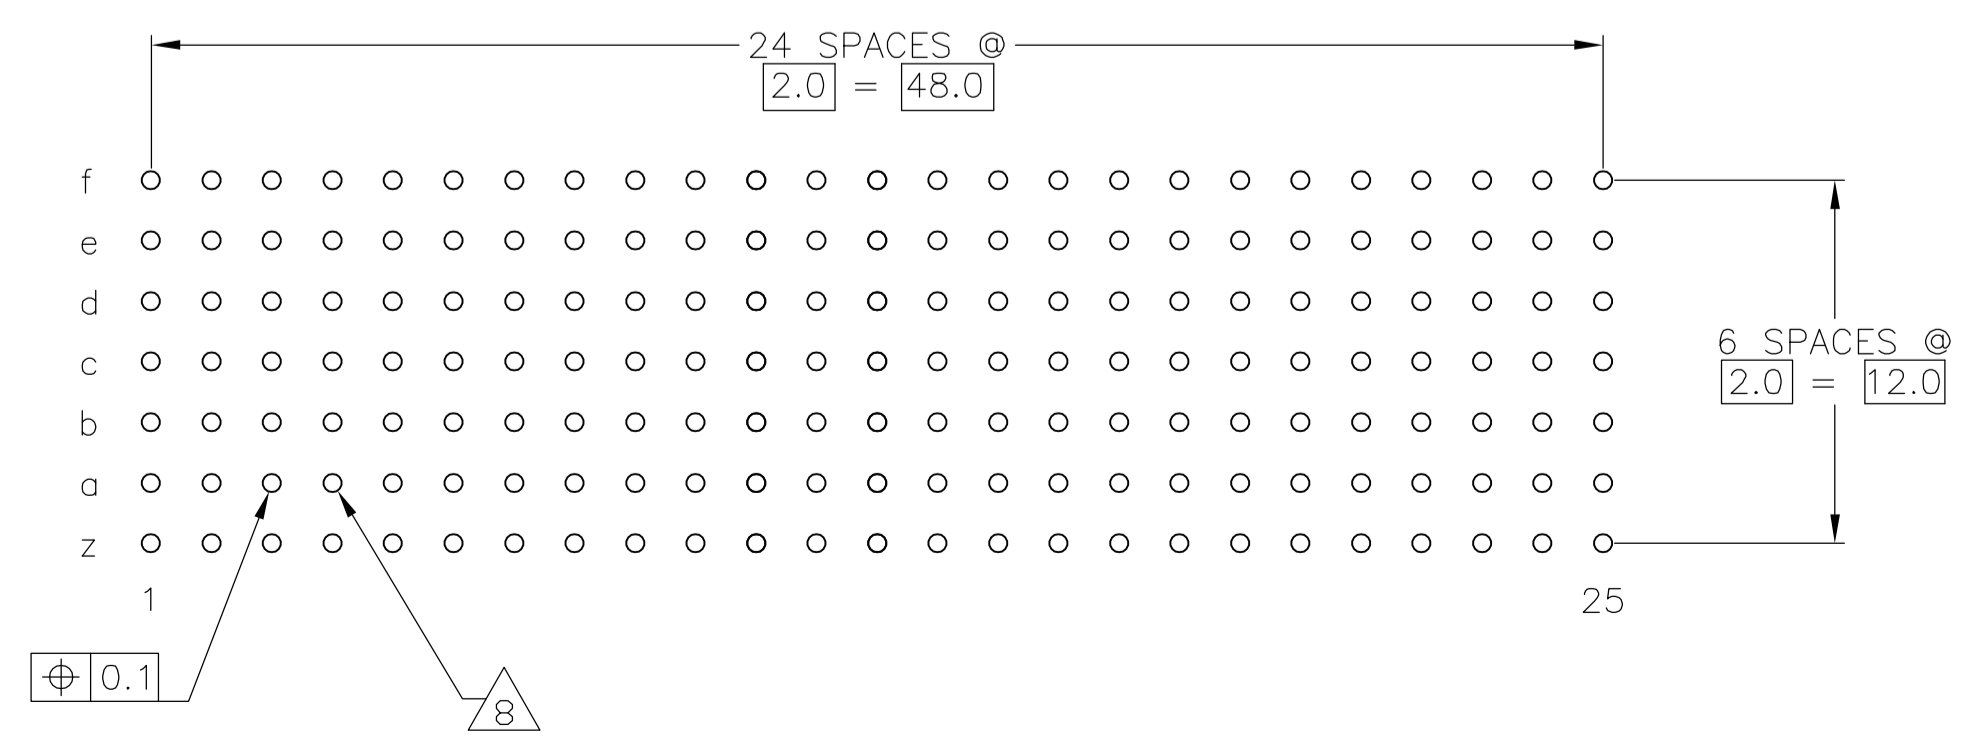 24 SPACES @
2.0 = 48.0
f
e
d
c
6 SPACES @
2.0 = 12.0
b
a
z
1
25
⌖ 0.1
8